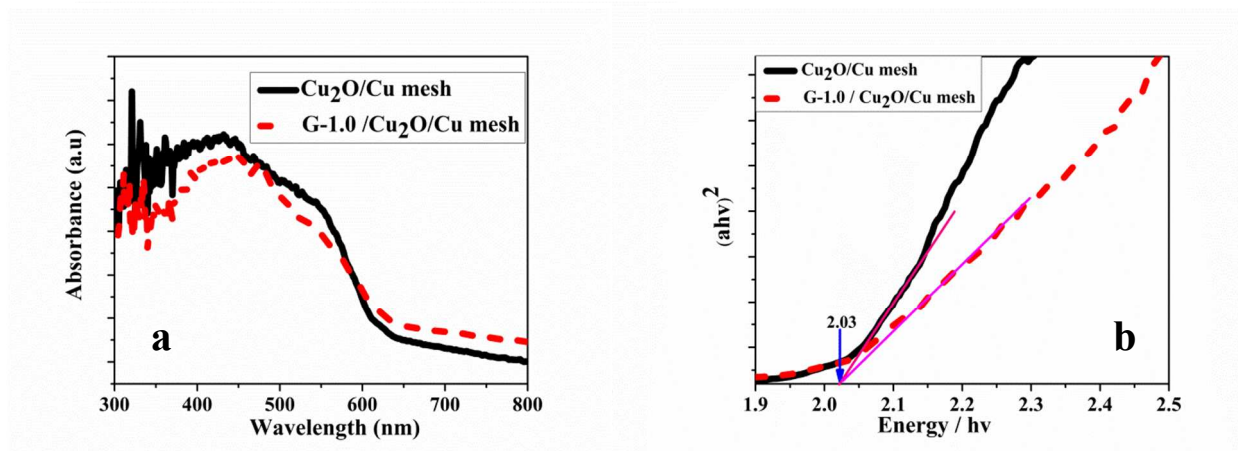 Cu2O/Cu mesh
G-1.0 /Cu2O/Cu mesh
Absorbance (a.u)
a
300 400 500 600 700 800
Wavelength (nm)
Cu2O/Cu mesh
G-1.0 / Cu2O/Cu mesh
(ahv)2
2.03
b
1.9 2.0 2.1 2.2 2.3 2.4 2.5
Energy / hv